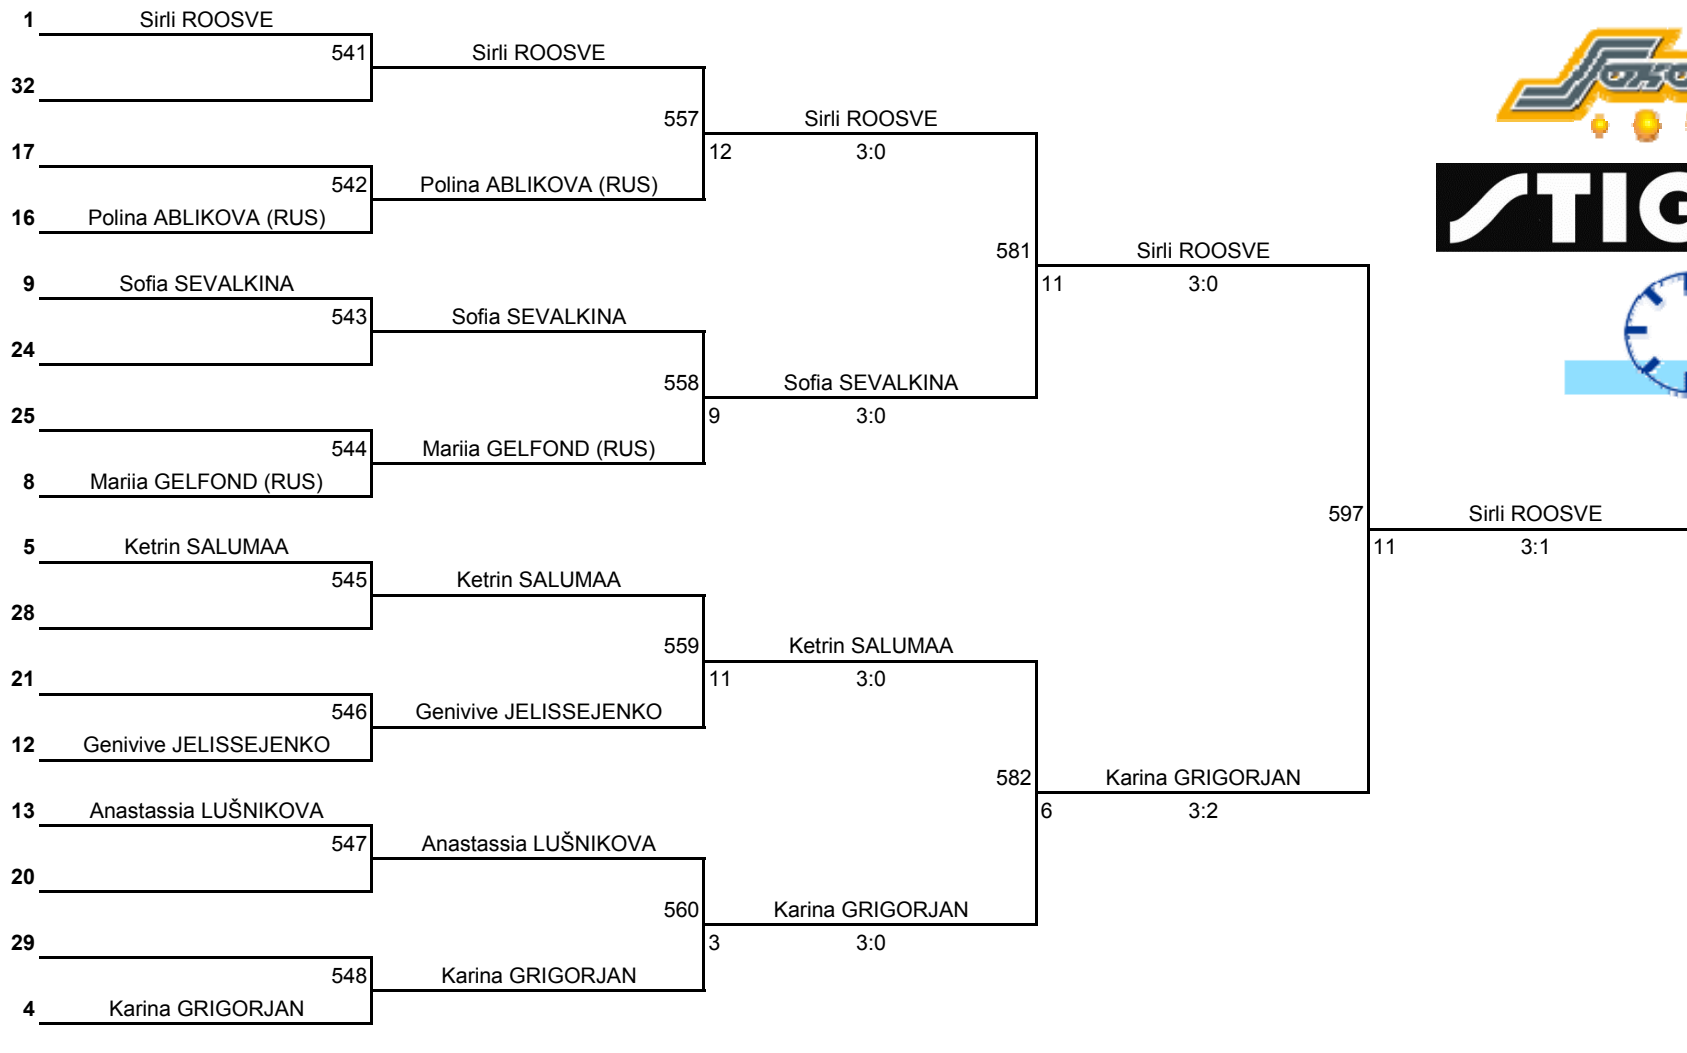 1 Sirli ROOSVE
541 Sirli ROOSVE
32
557 Sirli ROOSVE
17
12 3:0
542 Polina ABLIKOVA (RUS)
16 Polina ABLIKOVA (RUS)
STIG
581 Sirli ROOSVE
9 Sofia SEVALKINA
11 3:0
543 Sofia SEVALKINA
24
558 Sofia SEVALKINA
25
9 3:0
544 Mariia GELFOND (RUS)
8 Mariia GELFOND (RUS)
597 Sirli ROOSVE
5 Ketrin SALUMAA
11 3:1
545 Ketrin SALUMAA
28
559 Ketrin SALUMAA
21
11 3:0
546 Genivive JELISSEJENKO
12 Genivive JELISSEJENKO
582 Karina GRIGORJAN
13 Anastassia LUŠNIKOVA
6 3:2
547 Anastassia LUŠNIKOVA
20
560 Karina GRIGORJAN
29
3 3:0
548 Karina GRIGORJAN
4 Karina GRIGORJAN